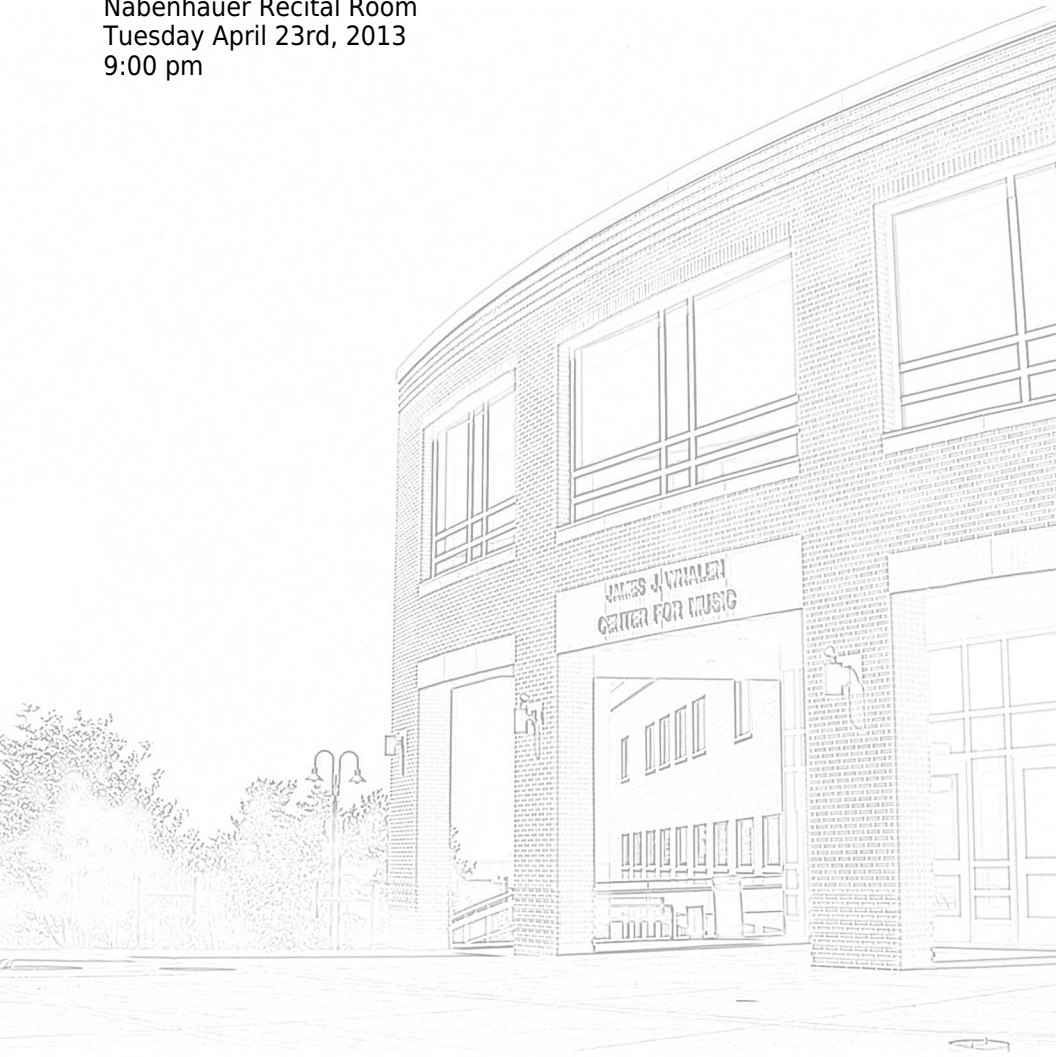 Nabenhauer Recital Room
Tuesday April 23rd, 2013
9:00 pm
JAMES J. WHALEN
CENTER FOR MUSIC